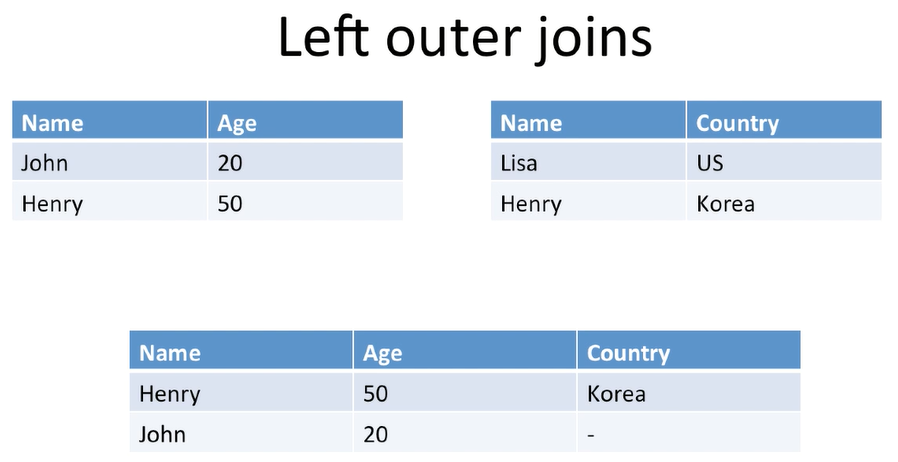 Left outer joins
Name Age Name Country
John 20 Lisa US
Henry 50 Henry Korea
Name Age Country
Henry 50 Korea
John 20 -